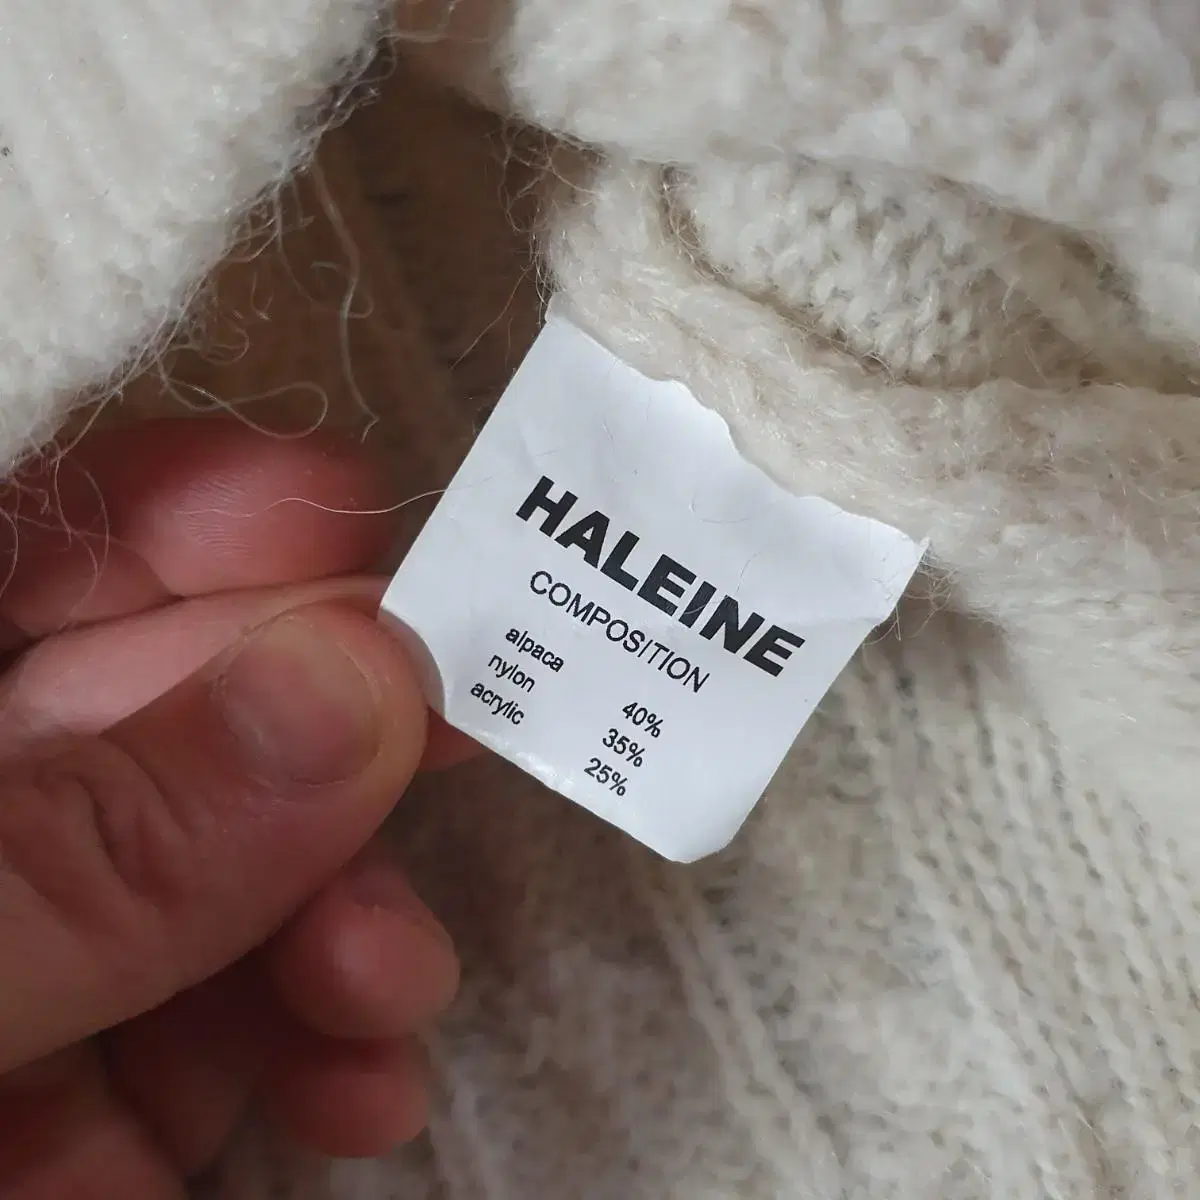 HALEINE
COMPOSITION
alpaca 40%
nylon 35%
acrylic 25%